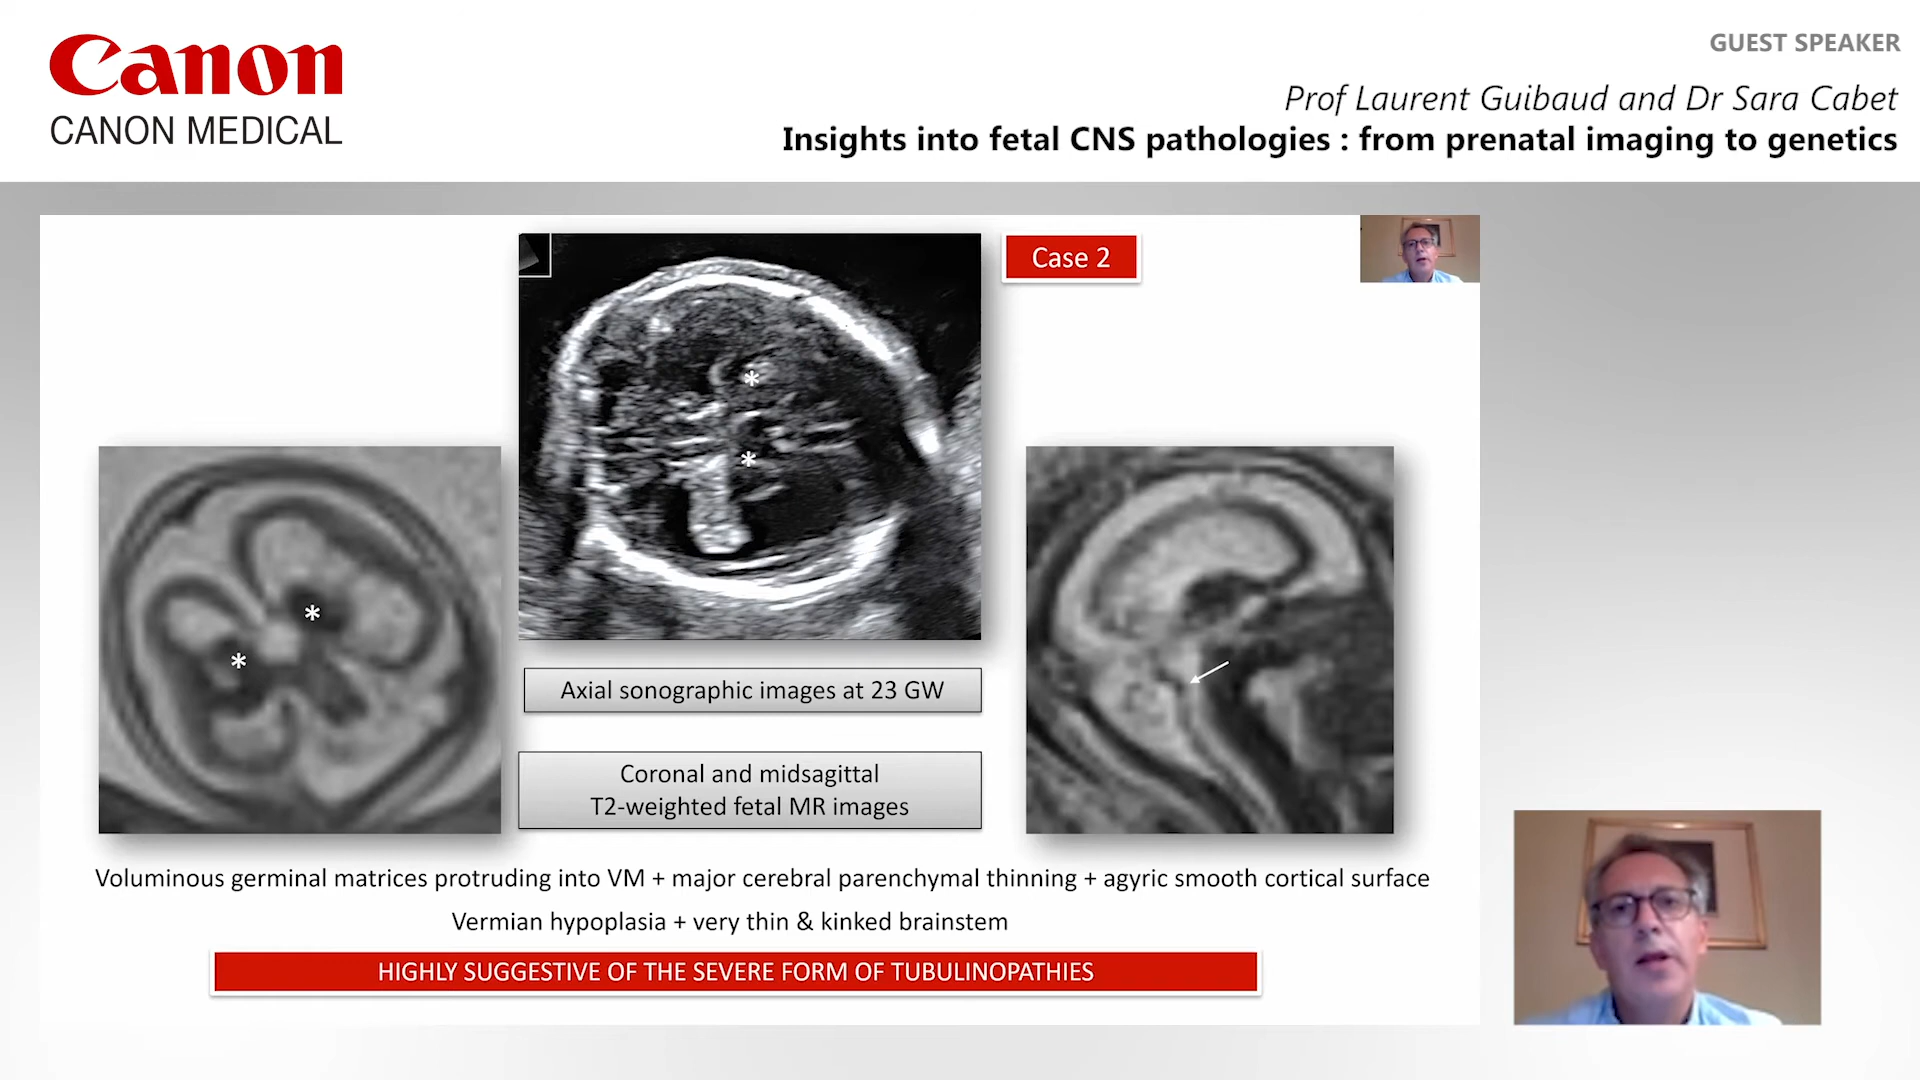 Canon
CANON MEDICAL
GUEST SPEAKER
Prof Laurent Guibaud and Dr Sara Cabet
Insights into fetal CNS pathologies : from prenatal imaging to genetics
Case 2
*
*
*
*
Axial sonographic images at 23 GW
Coronal and midsagittal
T2-weighted fetal MR images
Voluminous germinal matrices protruding into VM + major cerebral parenchymal thinning + agyric smooth cortical surface
Vermian hypoplasia + very thin & kinked brainstem
HIGHLY SUGGESTIVE OF THE SEVERE FORM OF TUBULINOPATHIES